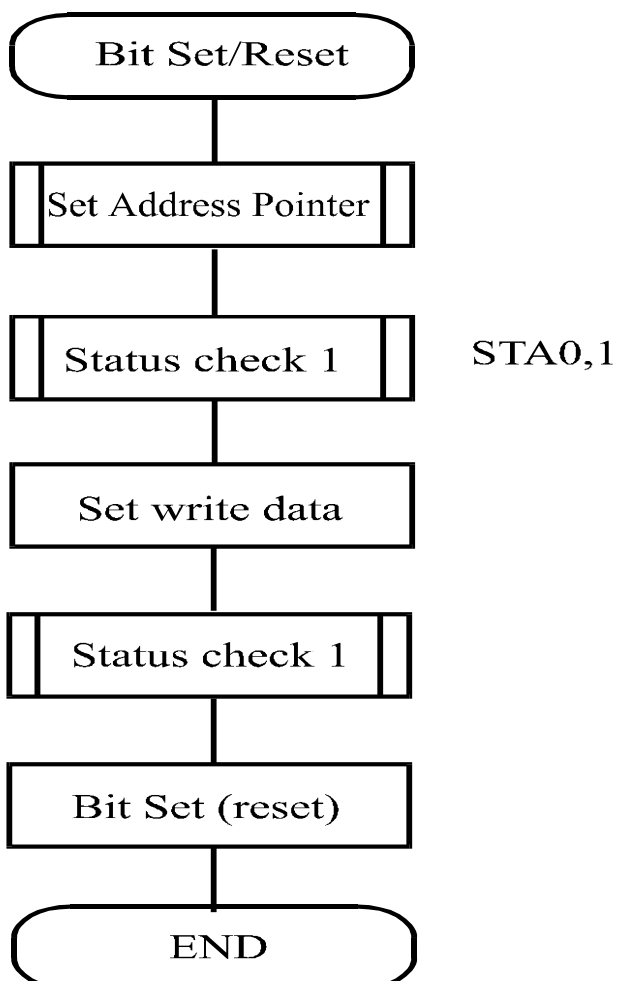 Bit Set/Reset
Set Address Pointer
Status check 1
STA0,1
Set write data
Status check 1
Bit Set (reset)
END